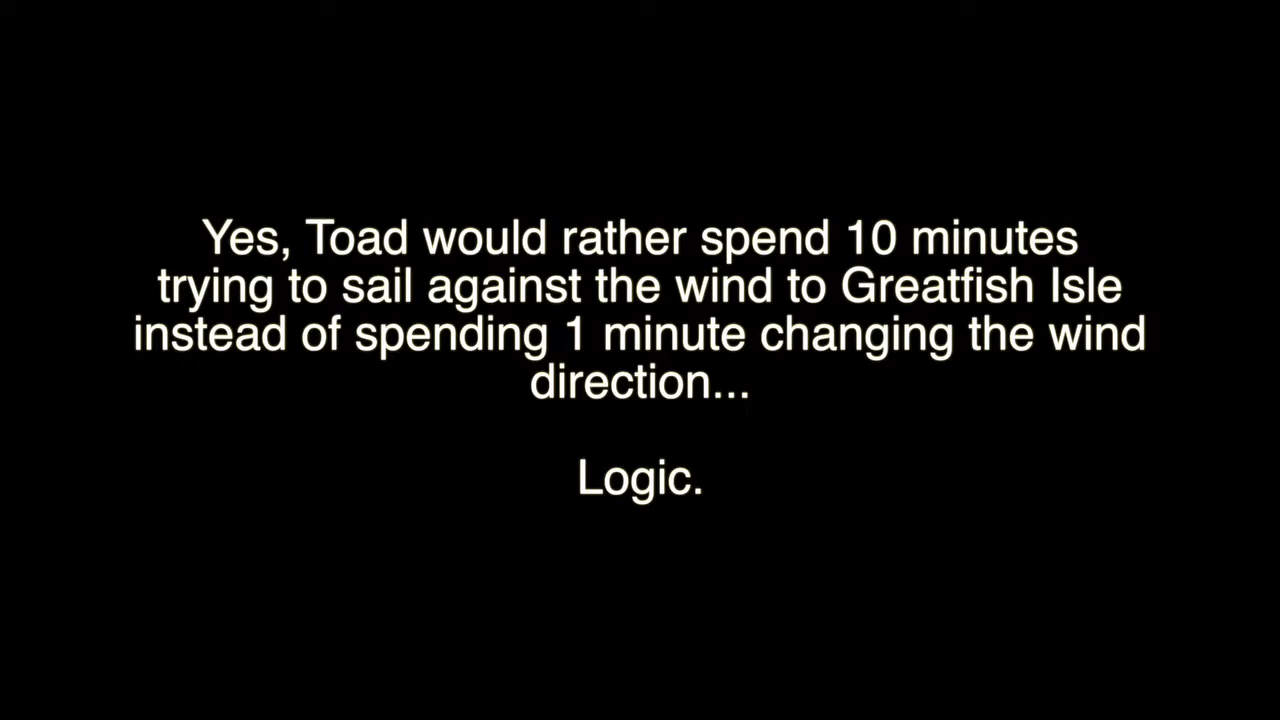 Yes, Toad would rather spend 10 minutes
trying to sail against the wind to Greatfish Isle
instead of spending 1 minute changing the wind
direction...
Logic.